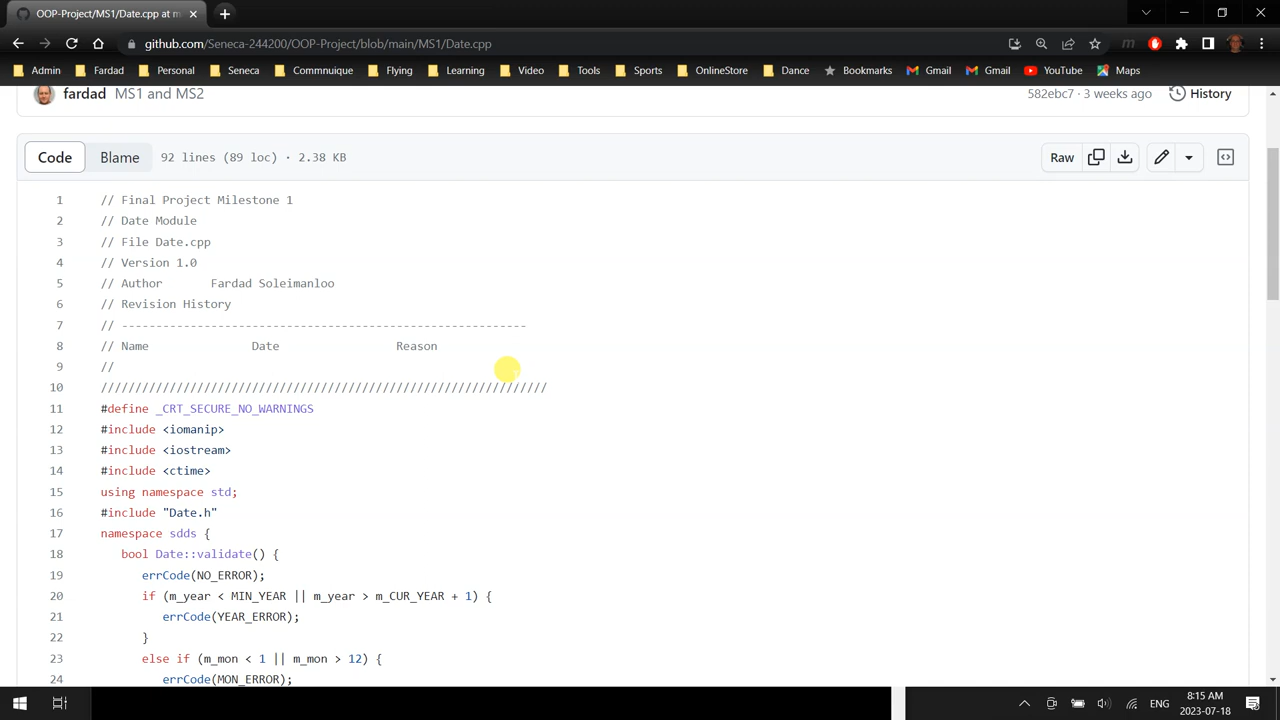 OOP-Project/MS1/Date.cpp at m
github.com/Seneca-244200/OOP-Project/blob/main/MS1/Date.cpp
Admin Fardad Personal Seneca Commnuique Flying Learning Video Tools Sports OnlineStore Dance Bookmarks Gmail Gmail YouTube Maps
fardad MS1 and MS2 582ebc7 · 3 weeks ago History
Code Blame 92 lines (89 loc) · 2.38 KB Raw
1 // Final Project Milestone 1
2 // Date Module
3 // File Date.cpp
4 // Version 1.0
5 // Author Fardad Soleimanloo
6 // Revision History
7 // -----------------------------------------------------------
8 // Name Date Reason
9 //
10 /////////////////////////////////////////////////////////////////
11 #define _CRT_SECURE_NO_WARNINGS
12 #include <iomanip>
13 #include <iostream>
14 #include <ctime>
15 using namespace std;
16 #include "Date.h"
17 namespace sdds {
18 bool Date::validate() {
19 errCode(NO_ERROR);
20 if (m_year < MIN_YEAR || m_year > m_CUR_YEAR + 1) {
21 errCode(YEAR_ERROR);
22 }
23 else if (m_mon < 1 || m_mon > 12) {
24 errCode(MON_ERROR);
ENG
8:15 AM
2023-07-18